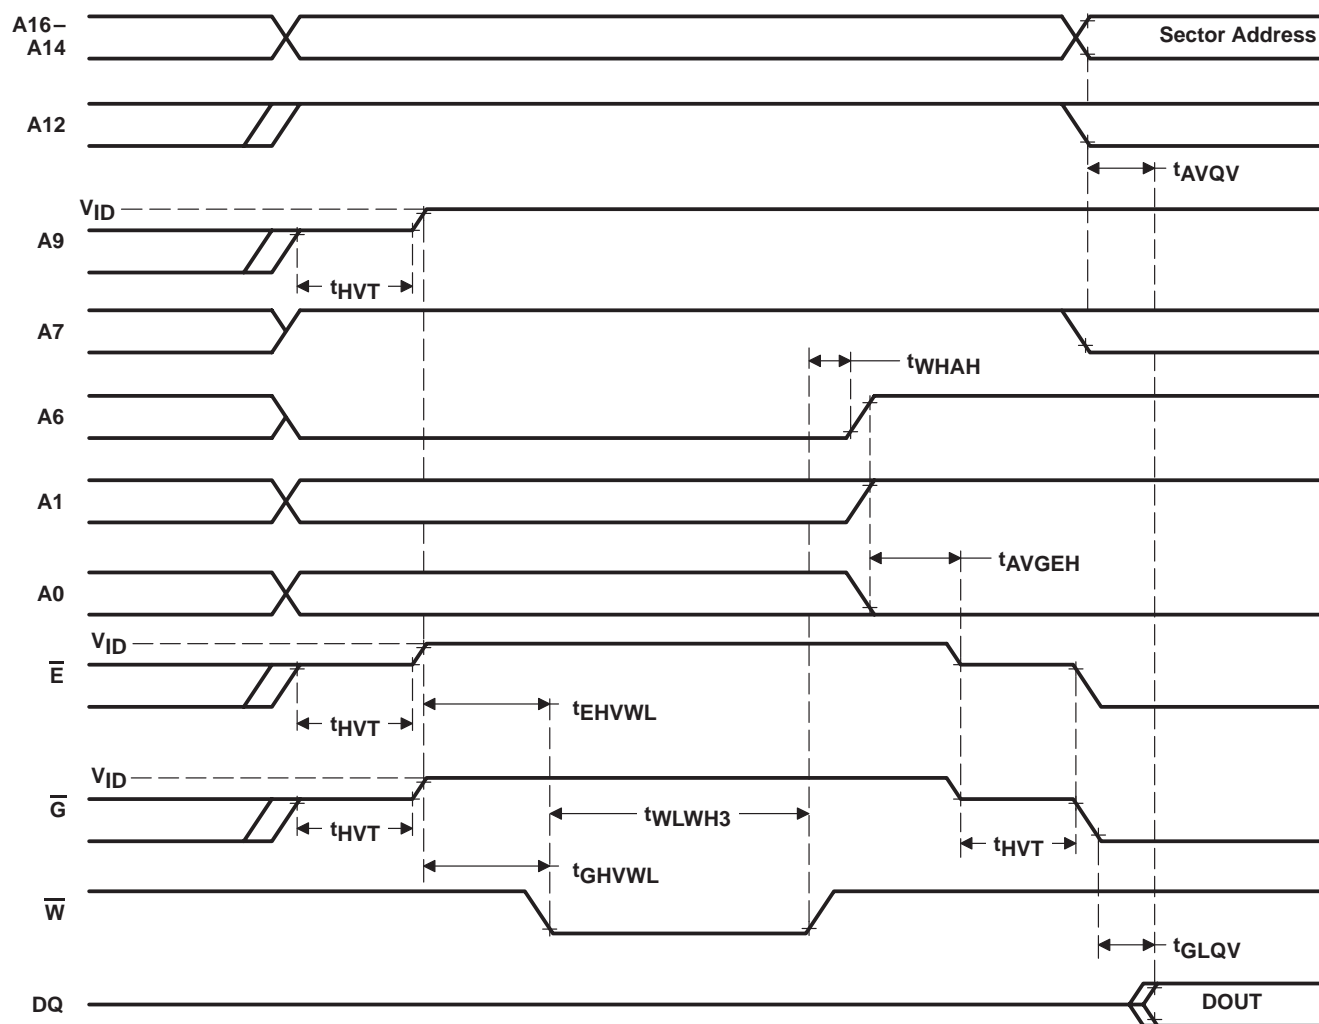 A16–
A14
Sector Address
A12
tAVQV
VID
A9
tHVT
A7
tWHAH
A6
A1
tAVGEH
A0
VID
E
tHVT
tEHVWL
VID
G
tHVT
tWLWH3
tHVT
tGHVWL
W
tGLQV
DQ
DOUT